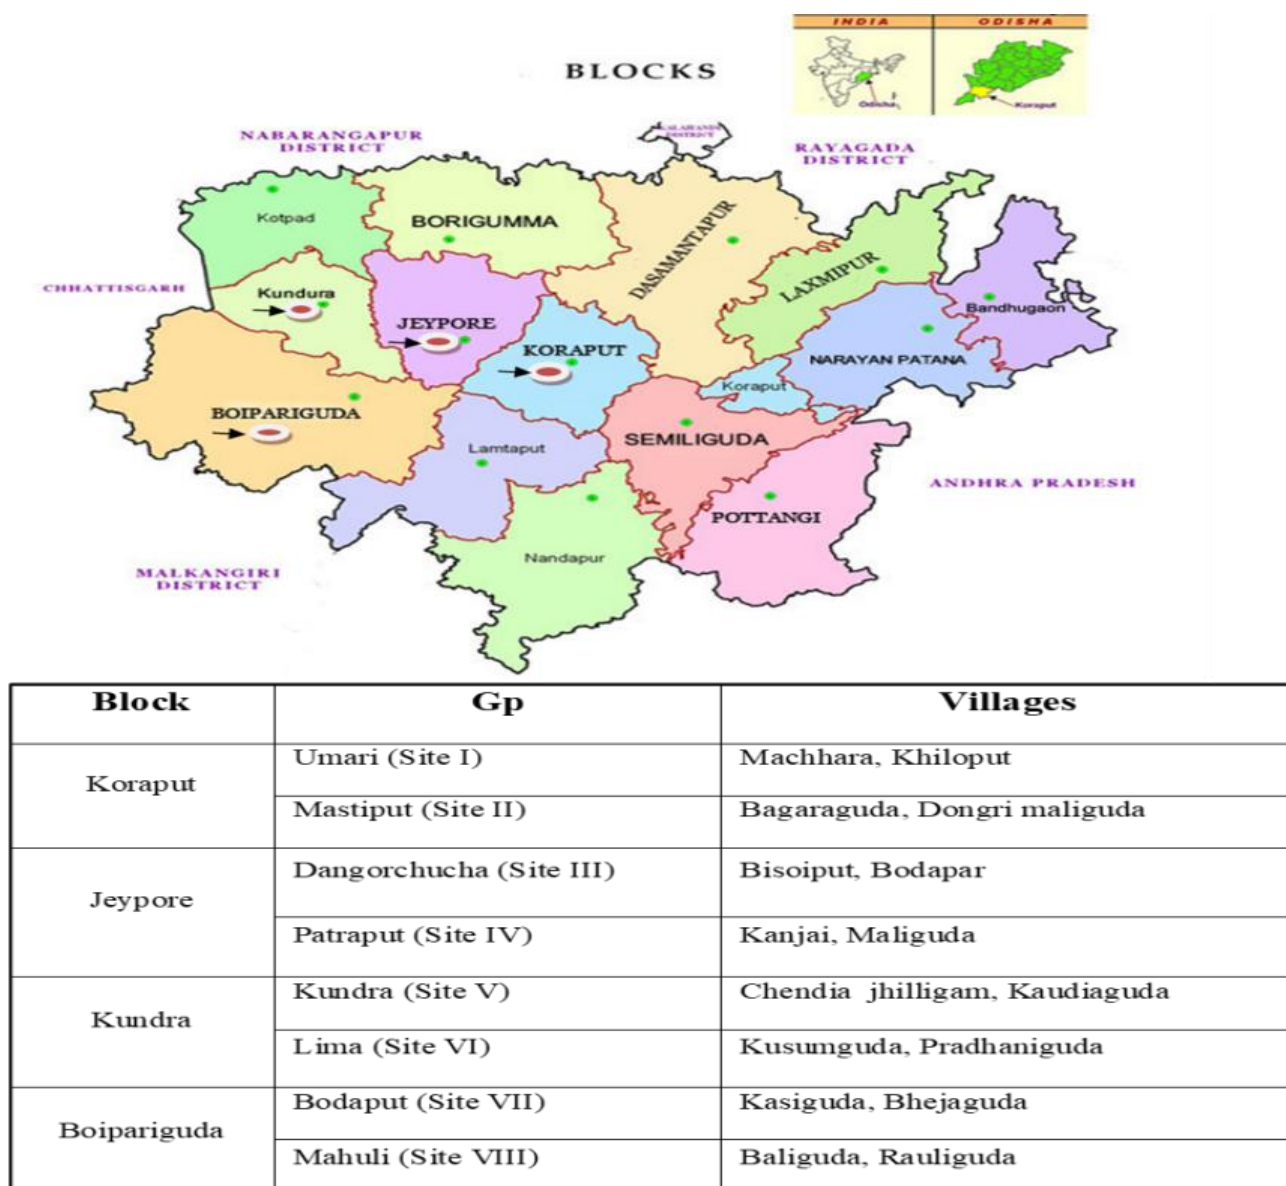 INDIA
ODISHA
Odisha
Koraput
BLOCKS
NABARANGAPUR
DISTRICT
KALAHANDI
DISTRICT
RAYAGADA
DISTRICT
Kotpad
BORIGUMMA
DASAMANTAPUR
LAXMIPUR
CHHATTISGARH
Kundura
Bandhugaon
JEYPORE
KORAPUT
NARAYAN PATANA
Koraput
BOIPARIGUDA
Lamtaput
SEMILIGUDA
ANDHRA PRADESH
POTTANGI
Nandapur
MALKANGIRI
DISTRICT
Block Gp Villages
Koraput
Umari (Site I) Machhara, Khiloput
Mastiput (Site II) Bagaraguda, Dongri maliguda
Jeypore
Dangorchucha (Site III) Bisoiput, Bodapar
Patraput (Site IV) Kanjai, Maliguda
Kundra
Kundra (Site V) Chendia jhilligam, Kaudiaguda
Lima (Site VI) Kusumguda, Pradhaniguda
Boipariguda
Bodaput (Site VII) Kasiguda, Bhejaguda
Mahuli (Site VIII) Baliguda, Rauliguda